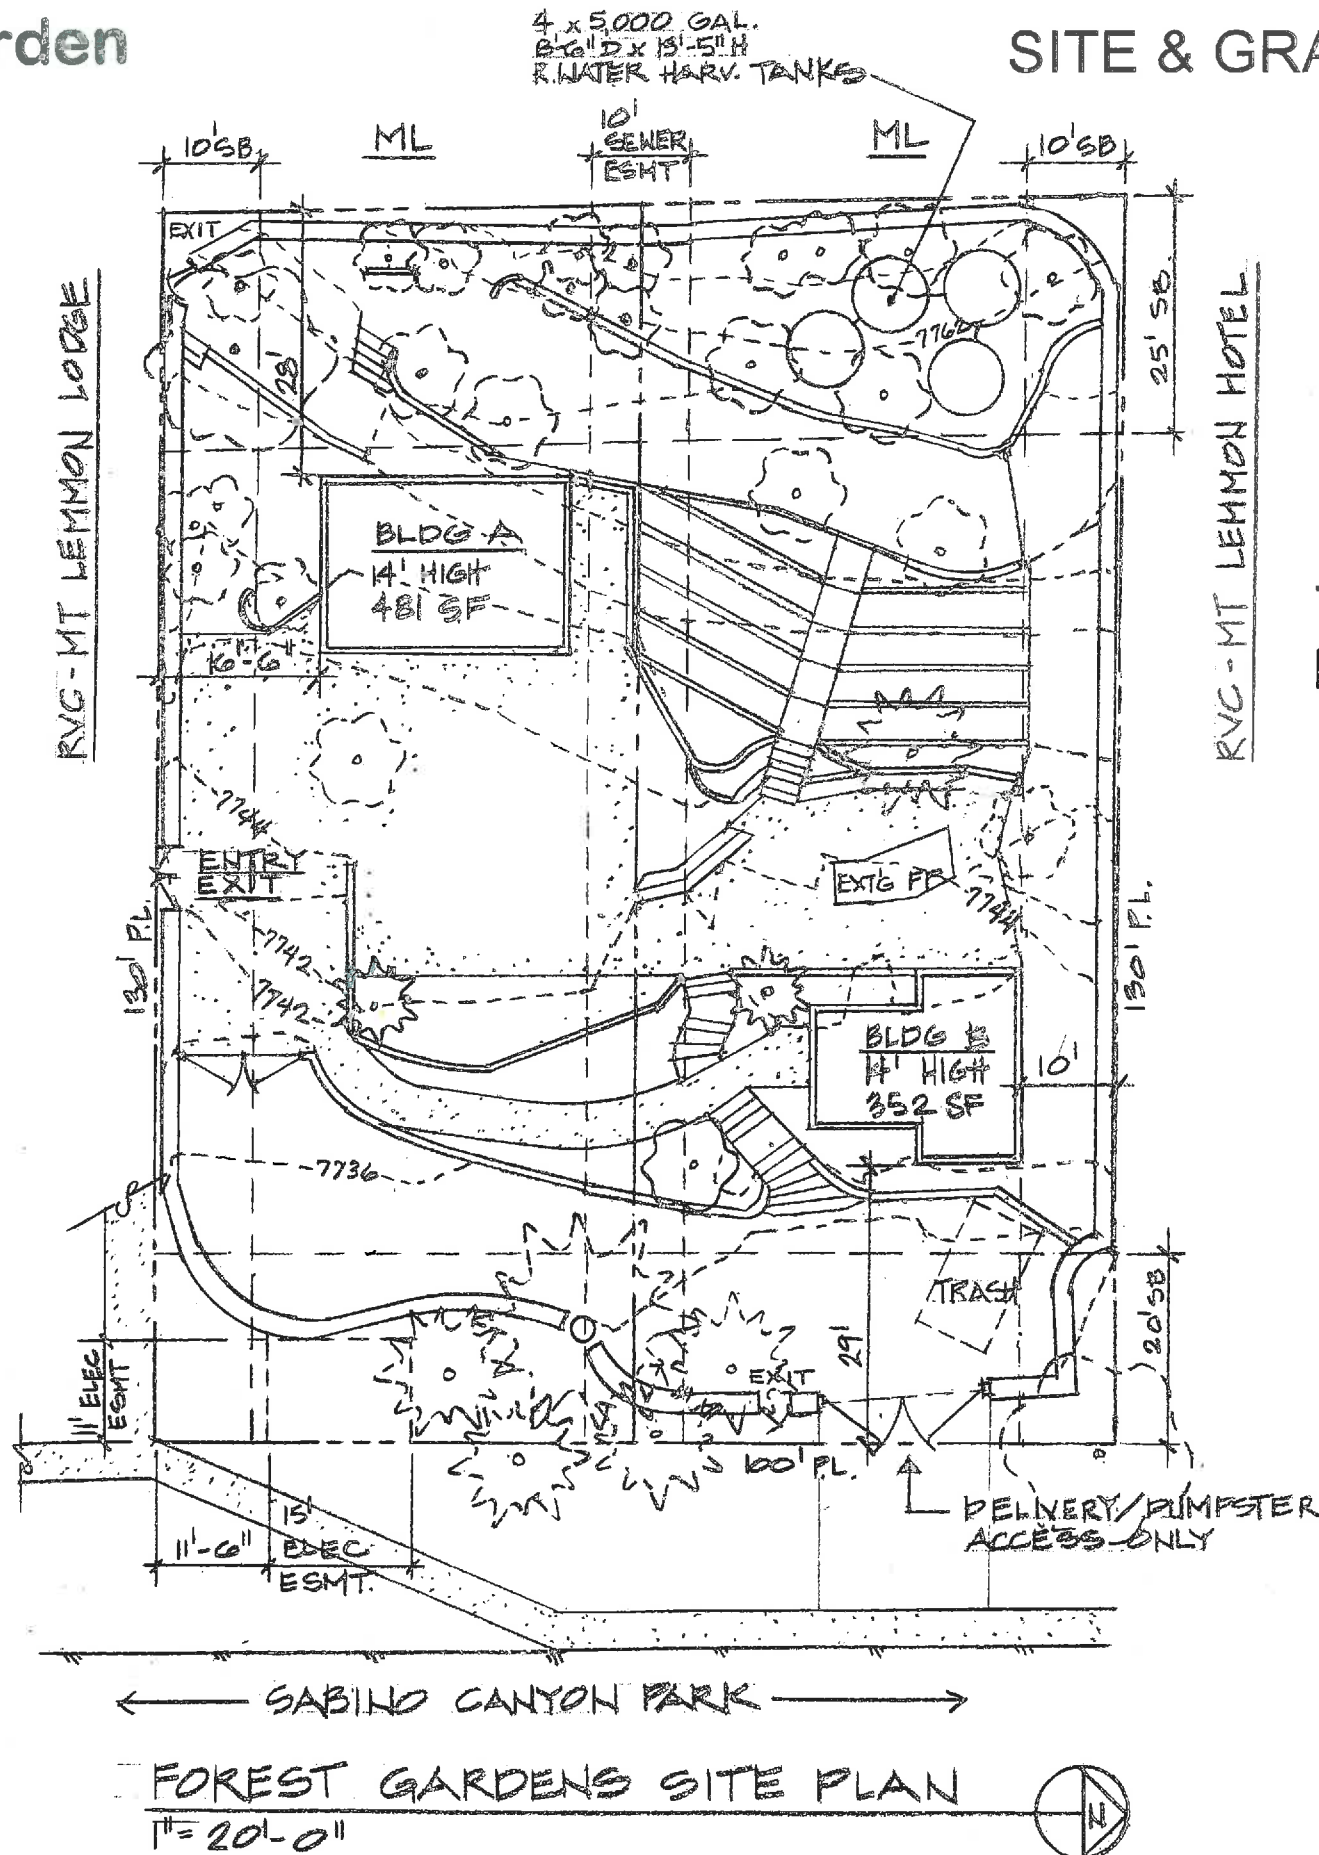 rden
SITE & GRA
4 x 5,000 GAL.
8'-6" D x 13'-5" H
R.WATER HARV. TANKS
10' SB
ML
10'
SEWER
ESMT
ML
10' SB
EXIT
RVC-MT LEMMON LODGE
28'
7762
25' SB.
RVC-MT LEMMON HOTEL
BLDG A
14' HIGH
481 SF
16'-6"
7744
ENTRY
EXIT
EXTG FP
7744
130' P.L.
7742
7742
130' P.L.
BLDG B
14' HIGH
352 SF
10'
7736
TRASH
20' SB
29'
11' ELEC
ESMT
EXIT
100' P.L.
DELIVERY/DUMPSTER
ACCESS ONLY
11'-6"
15'
ELEC
ESMT.
SABINO CANYON PARK
FOREST GARDENS SITE PLAN
1" = 20'-0"
N